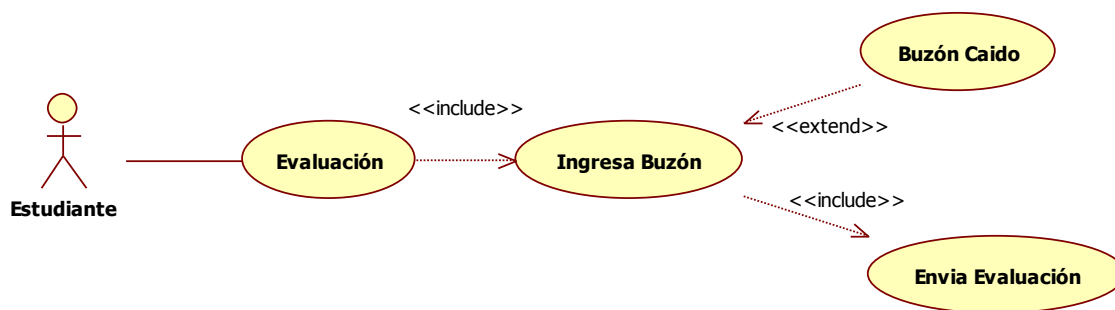 Buzón Caido
<<include>>
<<extend>>
Evaluación
Ingresa Buzón
Estudiante
<<include>>
Envia Evaluación